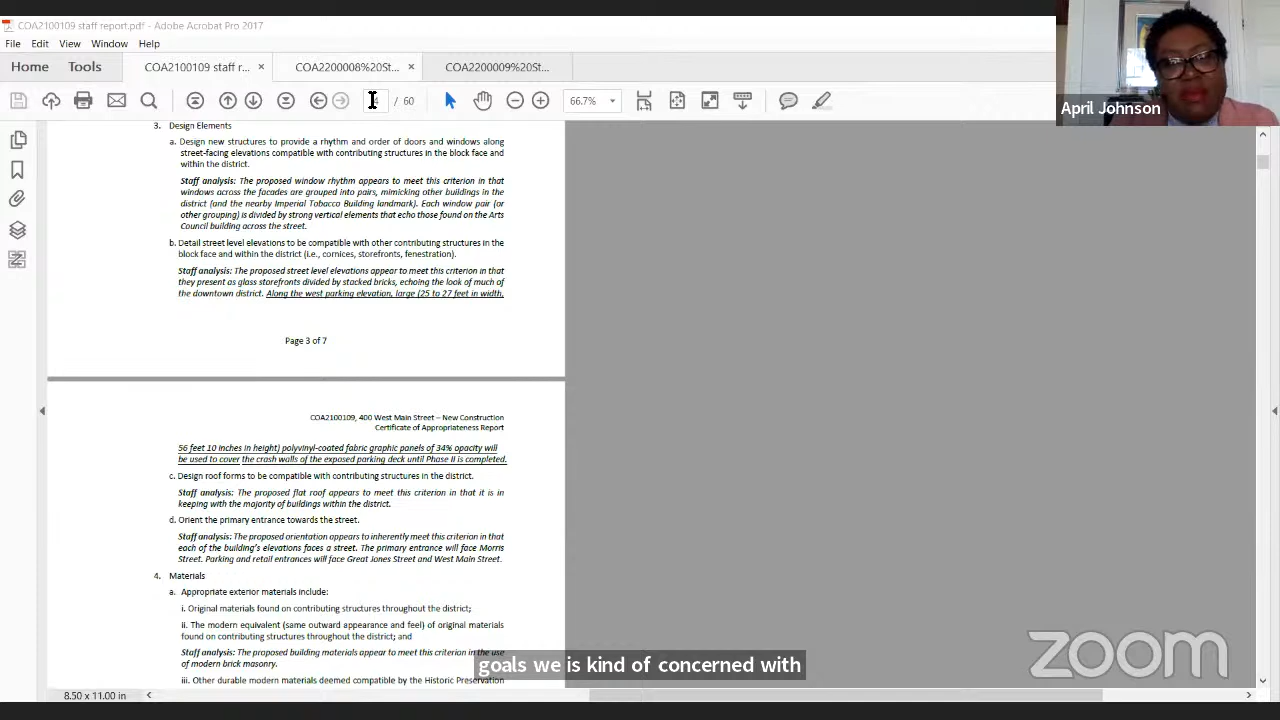 COA2100109 staff report.pdf - Adobe Acrobat Pro 2017
File Edit View Window Help
Home Tools COA2100109 staff r... × COA2200008%20St... × COA2200009%20St...
/ 60 66.7%
April Johnson
3. Design Elements
a. Design new structures to provide a rhythm and order of doors and windows along
street-facing elevations compatible with contributing structures in the block face and
within the district.
Staff analysis: The proposed window rhythm appears to meet this criterion in that
windows across the facades are grouped into pairs, mimicking other buildings in the
district (and the nearby Imperial Tobacco Building landmark). Each window pair (or
other grouping) is divided by strong vertical elements that echo those found on the Arts
Council building across the street.
b. Detail street level elevations to be compatible with other contributing structures in the
block face and within the district (i.e., cornices, storefronts, fenestration).
Staff analysis: The proposed street level elevations appear to meet this criterion in that
they present as glass storefronts divided by stacked bricks, echoing the look of much of
the downtown district. Along the west parking elevation, large (25 to 27 feet in width,
Page 3 of 7
COA2100109, 400 West Main Street – New Construction
Certificate of Appropriateness Report
56 feet 10 inches in height) polyvinyl-coated fabric graphic panels of 34% opacity will
be used to cover the crash walls of the exposed parking deck until Phase II is completed.
c. Design roof forms to be compatible with contributing structures in the district.
Staff analysis: The proposed flat roof appears to meet this criterion in that it is in
keeping with the majority of buildings within the district.
d. Orient the primary entrance towards the street.
Staff analysis: The proposed orientation appears to inherently meet this criterion in that
each of the building's elevations faces a street. The primary entrance will face Morris
Street. Parking and retail entrances will face Great Jones Street and West Main Street.
4. Materials
a. Appropriate exterior materials include:
i. Original materials found on contributing structures throughout the district;
ii. The modern equivalent (same outward appearance and feel) of original materials
found on contributing structures throughout the district; and
Staff analysis: The proposed building materials appear to meet this criterion in the use
of modern brick masonry.
iii. Other durable modern materials deemed compatible by the Historic Preservation
goals we is kind of concerned with
zoom
8.50 x 11.00 in